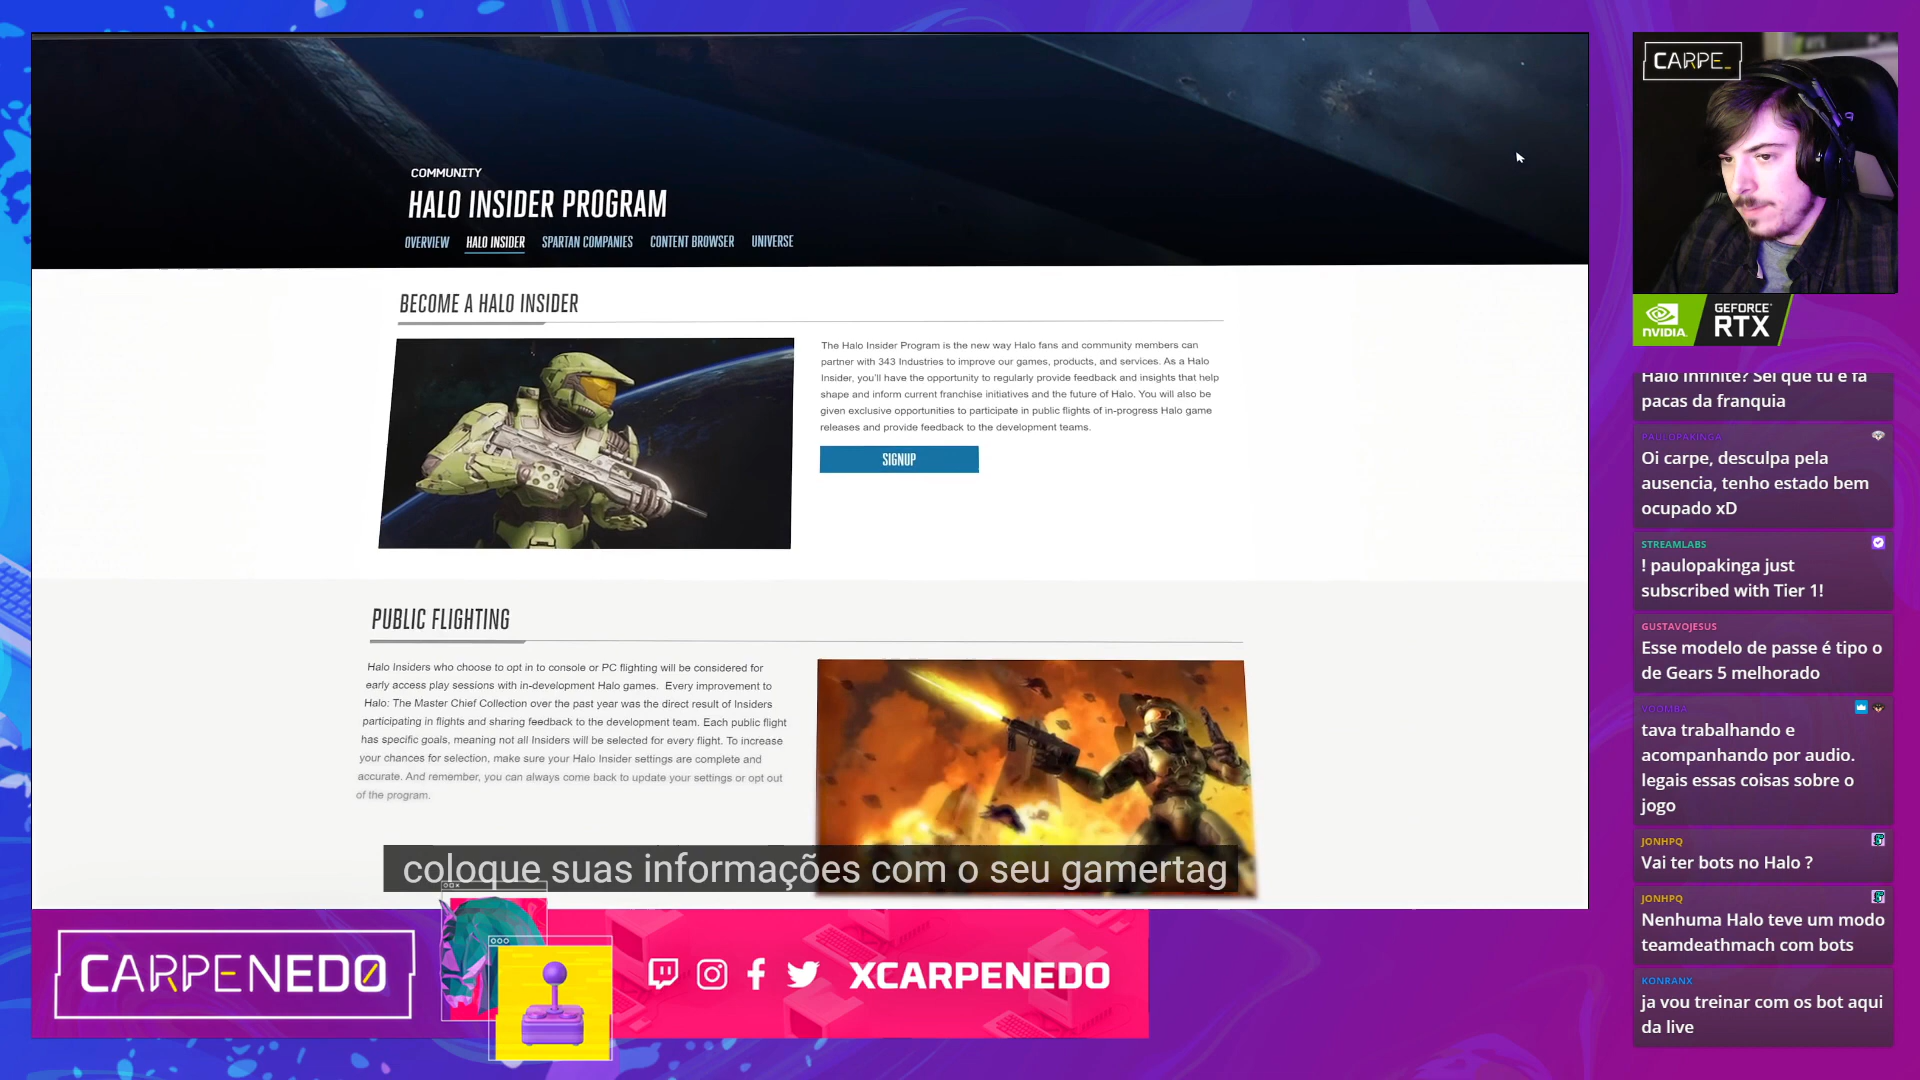 COMMUNITY
HALO INSIDER PROGRAM
OVERVIEW HALO INSIDER SPARTAN COMPANIES CONTENT BROWSER UNIVERSE
BECOME A HALO INSIDER
The Halo Insider Program is the new way Halo fans and community members can
partner with 343 Industries to improve our games, products, and services. As a Halo
Insider, you'll have the opportunity to regularly provide feedback and insights that help
shape and inform current franchise initiatives and the future of Halo. You will also be
given exclusive opportunities to participate in public flights of in-progress Halo game
releases and provide feedback to the development teams.
SIGNUP
PUBLIC FLIGHTING
Halo Insiders who choose to opt in to console or PC flighting will be considered for
early access play sessions with in-development Halo games. Every improvement to
Halo: The Master Chief Collection over the past year was the direct result of Insiders
participating in flights and sharing feedback to the development team. Each public flight
has specific goals, meaning not all Insiders will be selected for every flight. To increase
your chances for selection, make sure your Halo Insider settings are complete and
accurate. And remember, you can always come back to update your settings or opt out
of the program.
coloque suas informações com o seu gamertag
CARPENEDO
XCARPENEDO
CARPE_
NVIDIA.
GEFORCE
RTX
Halo Infinite? Sei que tu é fã
pacas da franquia
PAULOPAKINGA
Oi carpe, desculpa pela
ausencia, tenho estado bem
ocupado xD
STREAMLABS
! paulopakinga just
subscribed with Tier 1!
GUSTAVOJESUS
Esse modelo de passe é tipo o
de Gears 5 melhorado
VOOMBA
tava trabalhando e
acompanhando por audio.
legais essas coisas sobre o
jogo
JONHPQ
Vai ter bots no Halo ?
JONHPQ
Nenhuma Halo teve um modo
teamdeathmach com bots
KONRANX
ja vou treinar com os bot aqui
da live